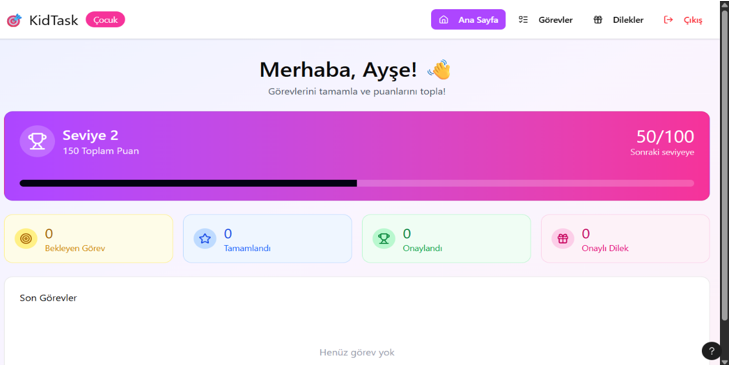 KidTask Çocuk Ana Sayfa Görevler Dilekler Çıkış
Merhaba, Ayşe!
Görevlerini tamamla ve puanlarını topla!
Seviye 2
150 Toplam Puan
50/100
Sonraki seviyeye
0
Bekleyen Görev
0
Tamamlandı
0
Onaylandı
0
Onaylı Dilek
Son Görevler
Henüz görev yok
?